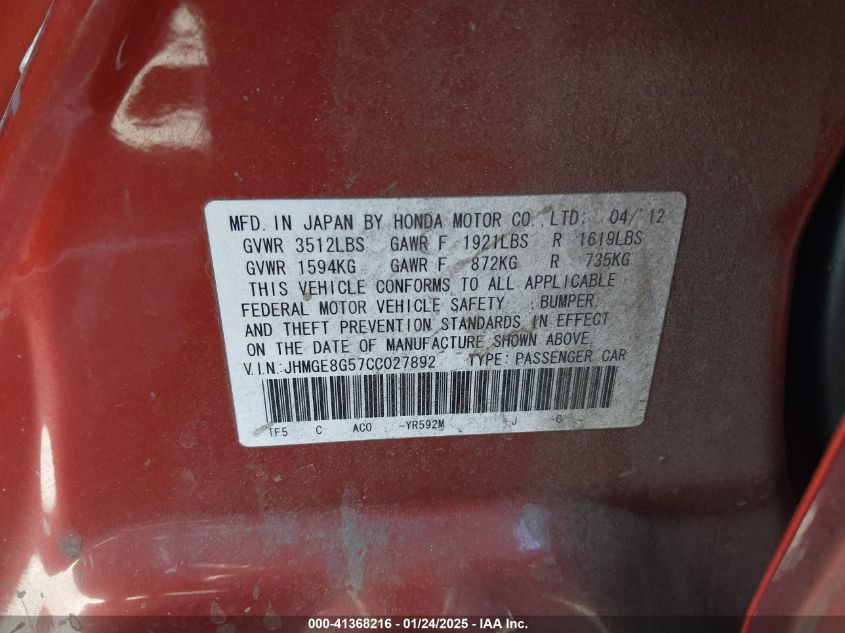 MFD. IN JAPAN BY HONDA MOTOR CO.,LTD. 04/'12
GVWR 3512LBS GAWR F 1921LBS R 1619LBS
GVWR 1594KG GAWR F 872KG R 735KG
THIS VEHICLE CONFORMS TO ALL APPLICABLE
FEDERAL MOTOR VEHICLE SAFETY , BUMPER,
AND THEFT PREVENTION STANDARDS IN EFFECT
ON THE DATE OF MANUFACTURE SHOWN ABOVE.
V.I.N.:JHMGE8G57CC027892 TYPE: PASSENGER CAR
TF5 C AC0 -YR592M -J -C
000-41368216 - 01/24/2025 - IAAI.COM